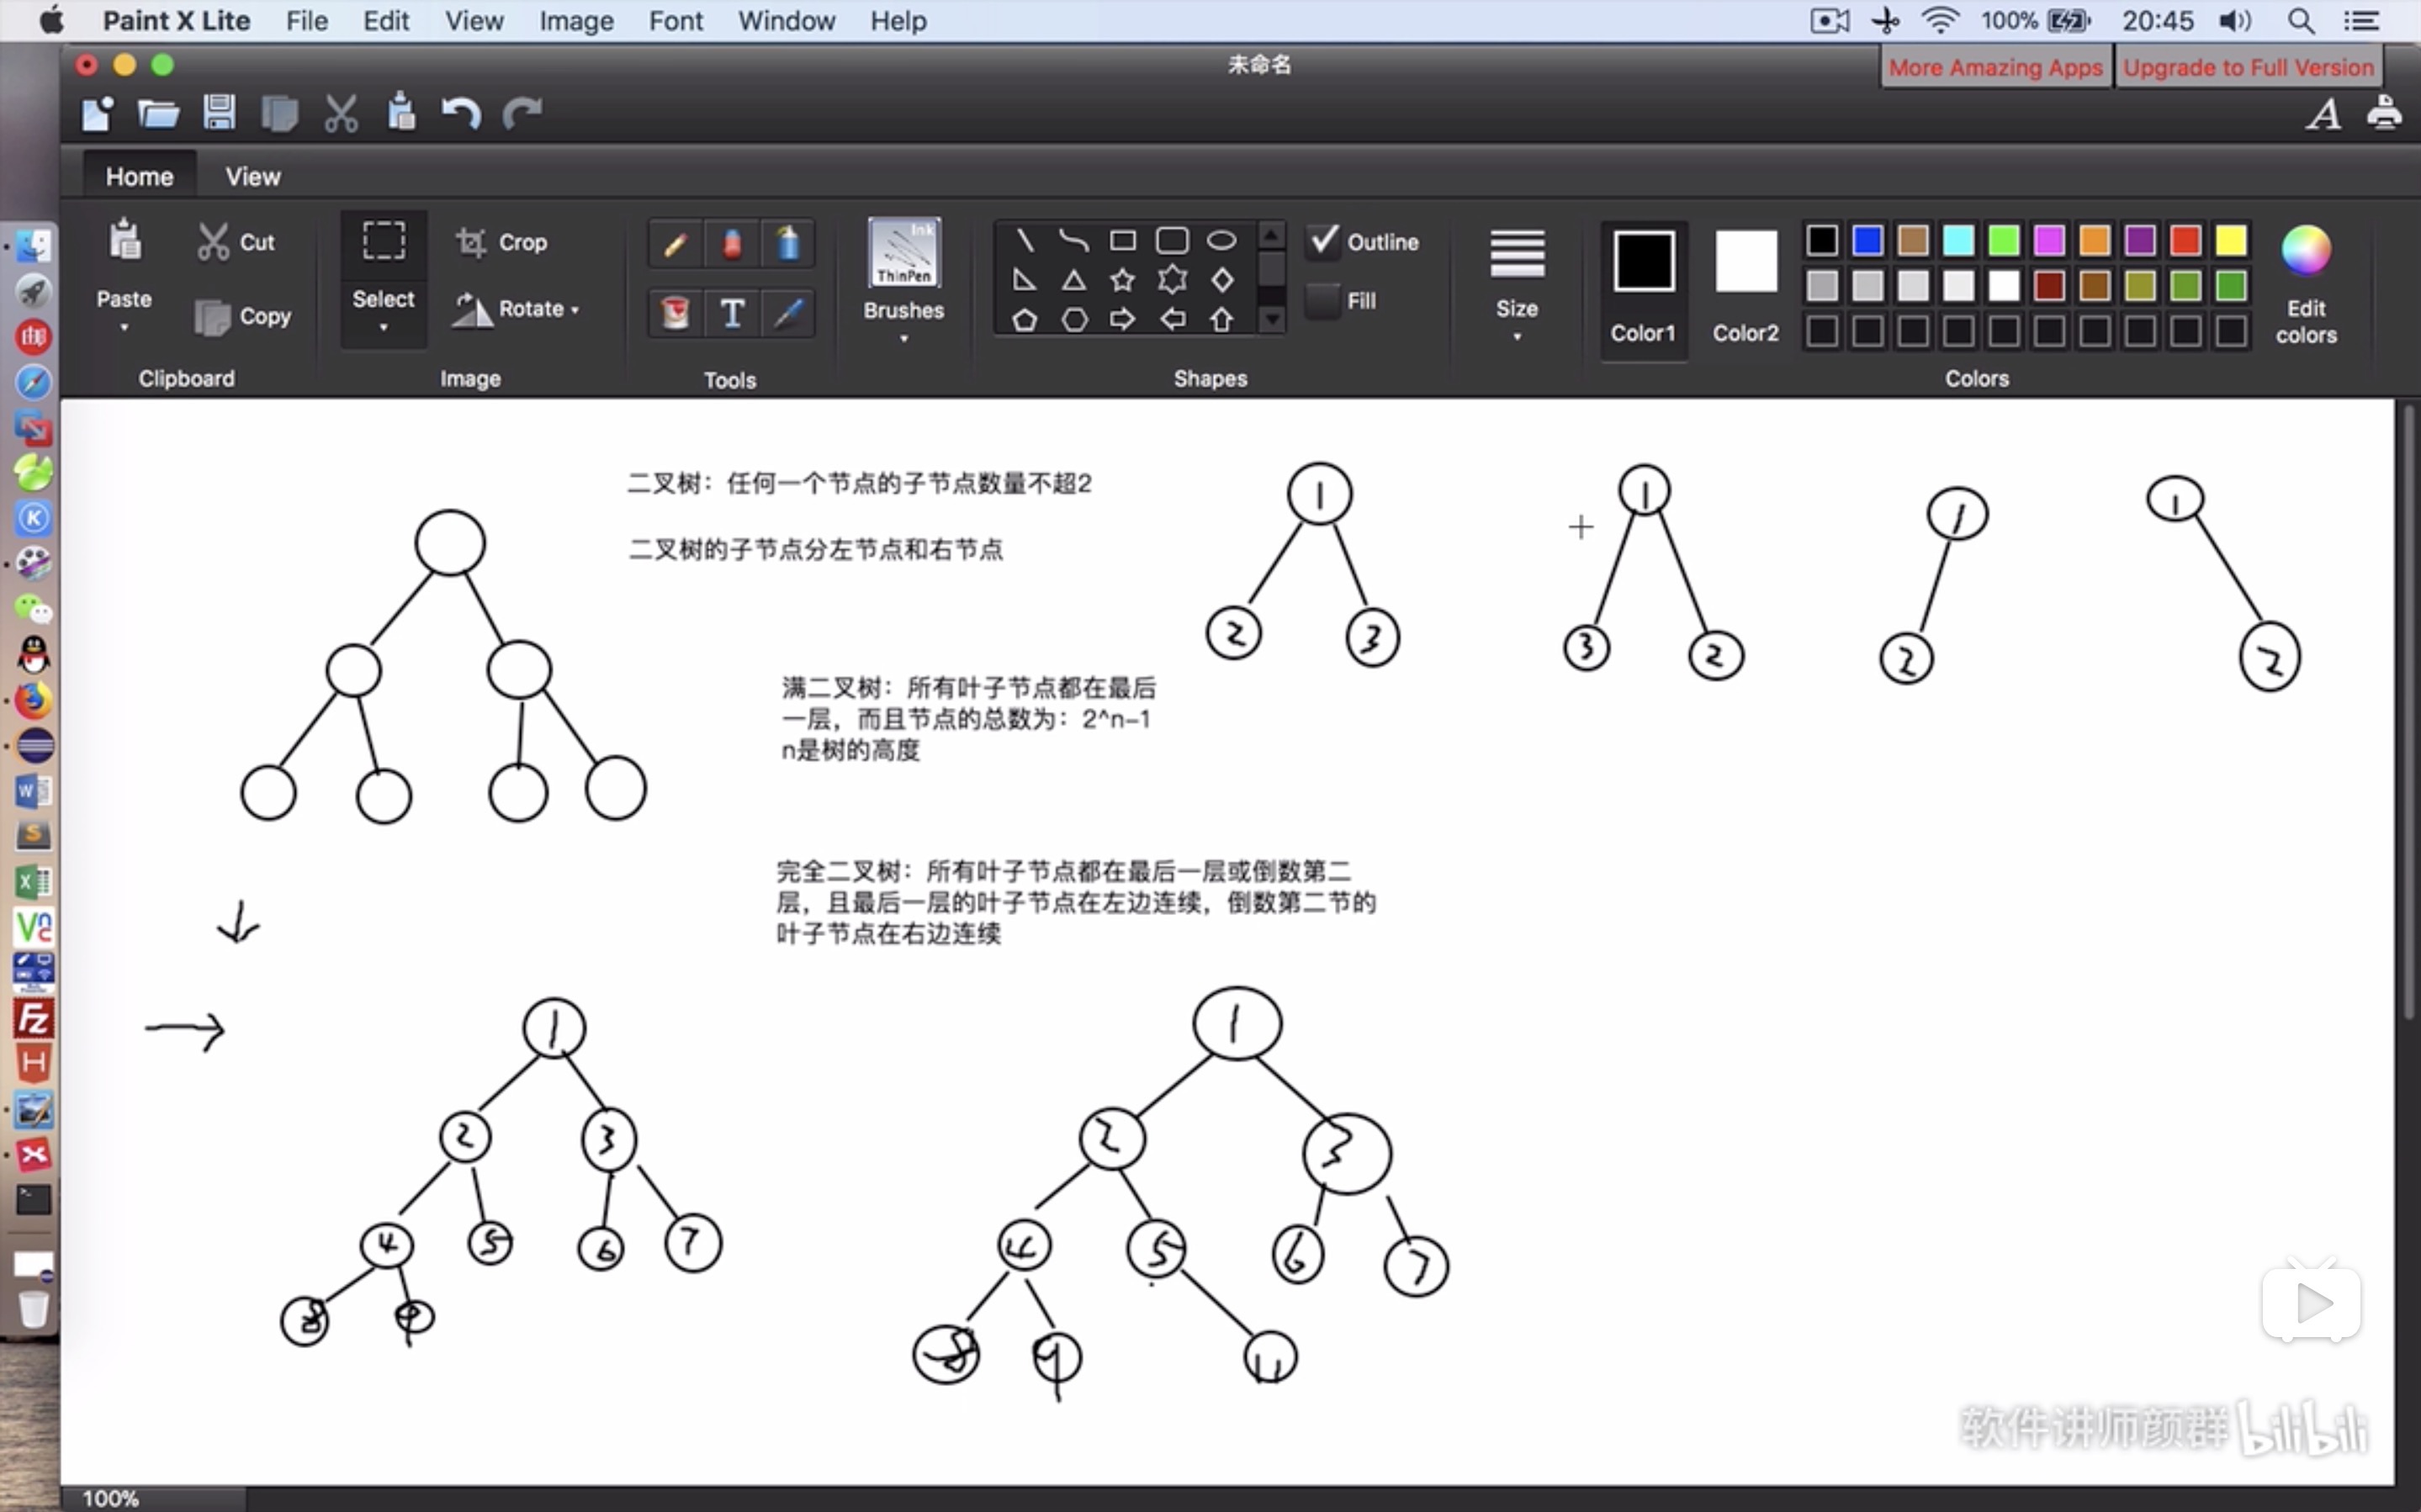 Paint X Lite File Edit View Image Font Window Help 100% 20:45
未命名
More Amazing Apps Upgrade to Full Version
A
Home View
Paste Cut Copy
Clipboard
Select Crop Rotate
Image
T
Tools
Ink
ThinPen
Brushes
Shapes
Outline
Fill
Size
Color1 Color2
Edit
colors
Colors
二叉树：任何一个节点的子节点数量不超2
二叉树的子节点分左节点和右节点
1
2 3
1
3 2
1
2
1
2
满二叉树：所有叶子节点都在最后
一层，而且节点的总数为：2^n-1
n是树的高度
完全二叉树：所有叶子节点都在最后一层或倒数第二
层，且最后一层的叶子节点在左边连续，倒数第二节的
叶子节点在右边连续
1
2 3
4 5 6 7
8 9
1
2 3
4 5 6 7
8 9 11
软件讲师颜群 bilibili
100%